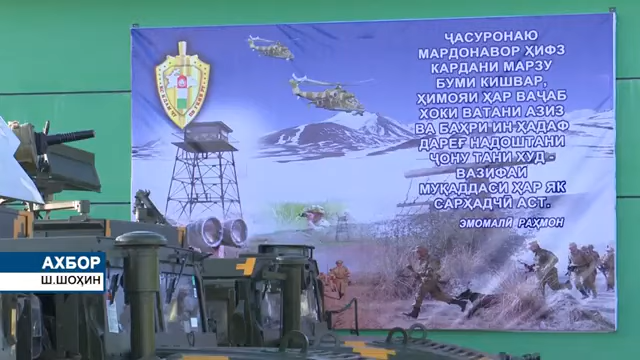 ҶАСУРОНАЮ
МАРДОНАВОР ҲИФЗ
КАРДАНИ МАРЗУ
БУМИ КИШВАР,
ҲИМОЯИ ҲАР ВАҶАБ
ХОКИ ВАТАНИ АЗИЗ
ВА БАҲРИ ИН ҲАДАФ
ДАРЕҒ НАДОШТАНИ
ҶОНУ ТАНИ ХУД -
ВАЗИФАИ
МУҚАДДАСИ ҲАР ЯК
САРҲАДЧӢ АСТ.
ЭМОМАЛӢ РАҲМОН
АХБОР
Ш.ШОҲИН